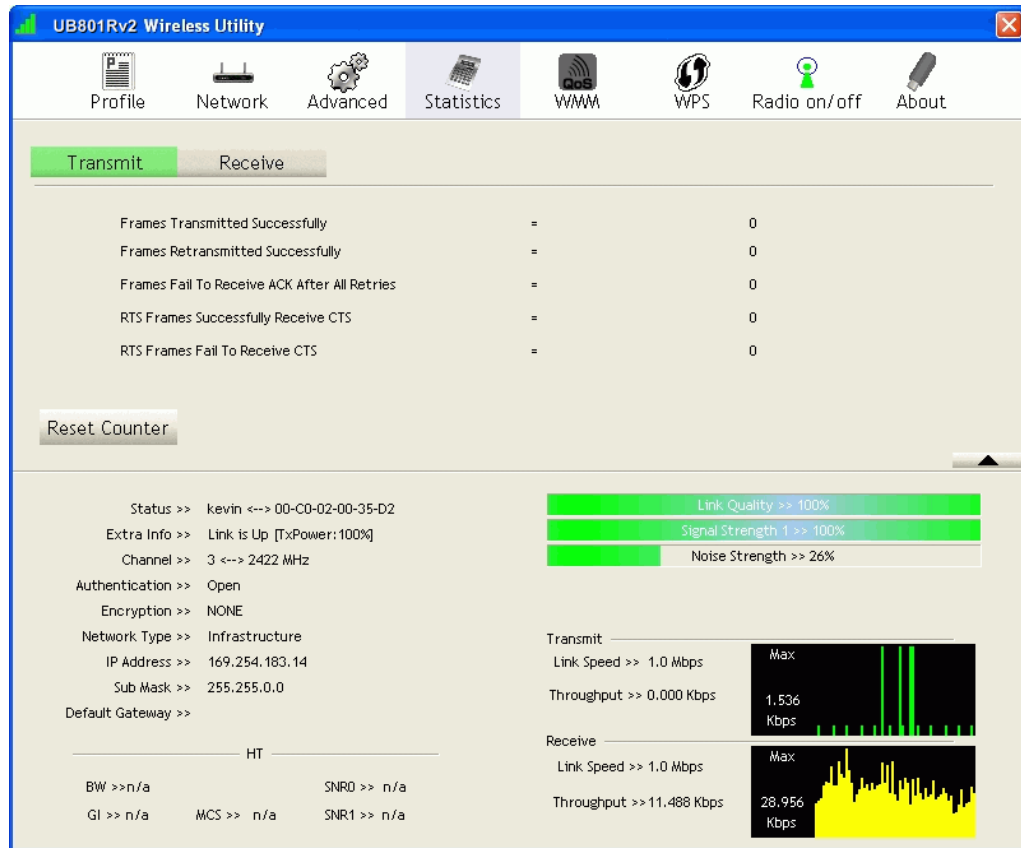 UB801Rv2 Wireless Utility
Profile Network Advanced Statistics QoS WMM WPS Radio on/off About
Transmit Receive
Frames Transmitted Successfully = 0
Frames Retransmitted Successfully = 0
Frames Fail To Receive ACK After All Retries = 0
RTS Frames Successfully Receive CTS = 0
RTS Frames Fail To Receive CTS = 0
Reset Counter
Status >> kevin <--> 00-C0-02-00-35-D2
Extra Info >> Link is Up [TxPower:100%]
Channel >> 3 <--> 2422 MHz
Authentication >> Open
Encryption >> NONE
Network Type >> Infrastructure
IP Address >> 169.254.183.14
Sub Mask >> 255.255.0.0
Default Gateway >>
HT
BW >>n/a SNR0 >> n/a
GI >> n/a MCS >> n/a SNR1 >> n/a
Link Quality >> 100%
Signal Strength 1 >> 100%
Noise Strength >> 26%
Transmit
Link Speed >> 1.0 Mbps
Throughput >> 0.000 Kbps
Max
1.536
Kbps
Receive
Link Speed >> 1.0 Mbps
Throughput >>11.488 Kbps
Max
28.956
Kbps